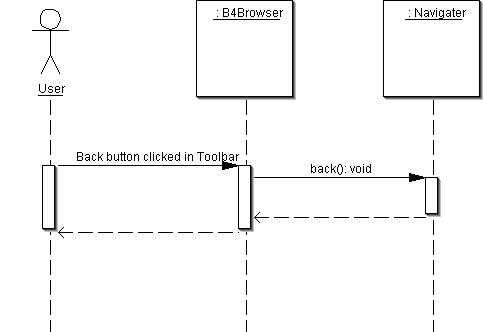 : B4Browser
: Navigater
User
Back button clicked in Toolbar
back(): void